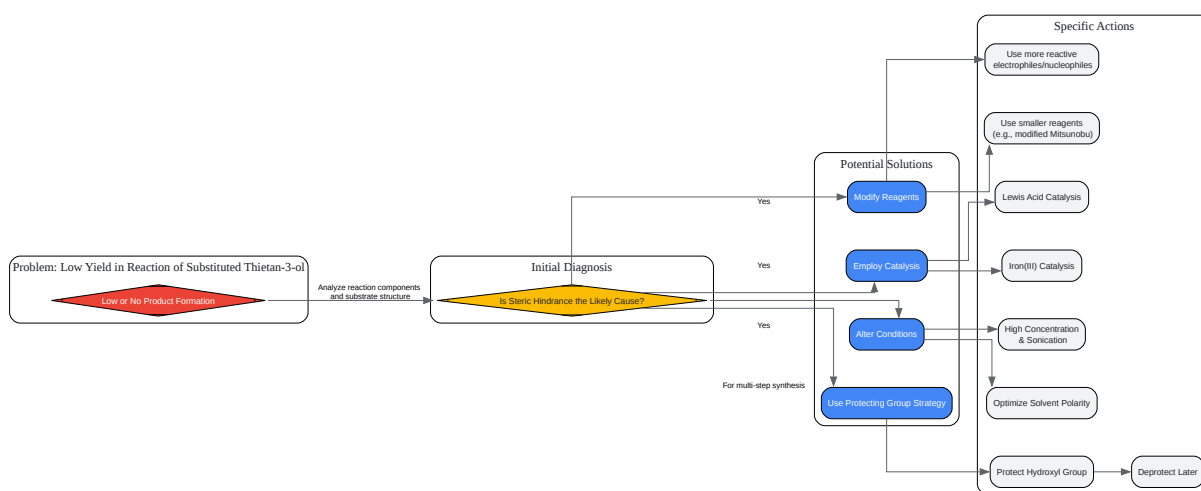 Problem: Low Yield in Reaction of Substituted Thietan-3-ol
Low or No Product Formation
Analyze reaction components
and substrate structure
Initial Diagnosis
Is Steric Hindrance the Likely Cause?
Yes
Yes
Yes
For multi-step synthesis
Potential Solutions
Modify Reagents
Employ Catalysis
Alter Conditions
Use Protecting Group Strategy
Specific Actions
Use more reactive
electrophiles/nucleophiles
Use smaller reagents
(e.g., modified Mitsunobu)
Lewis Acid Catalysis
Iron(III) Catalysis
High Concentration
& Sonication
Optimize Solvent Polarity
Protect Hydroxyl Group
Deprotect Later